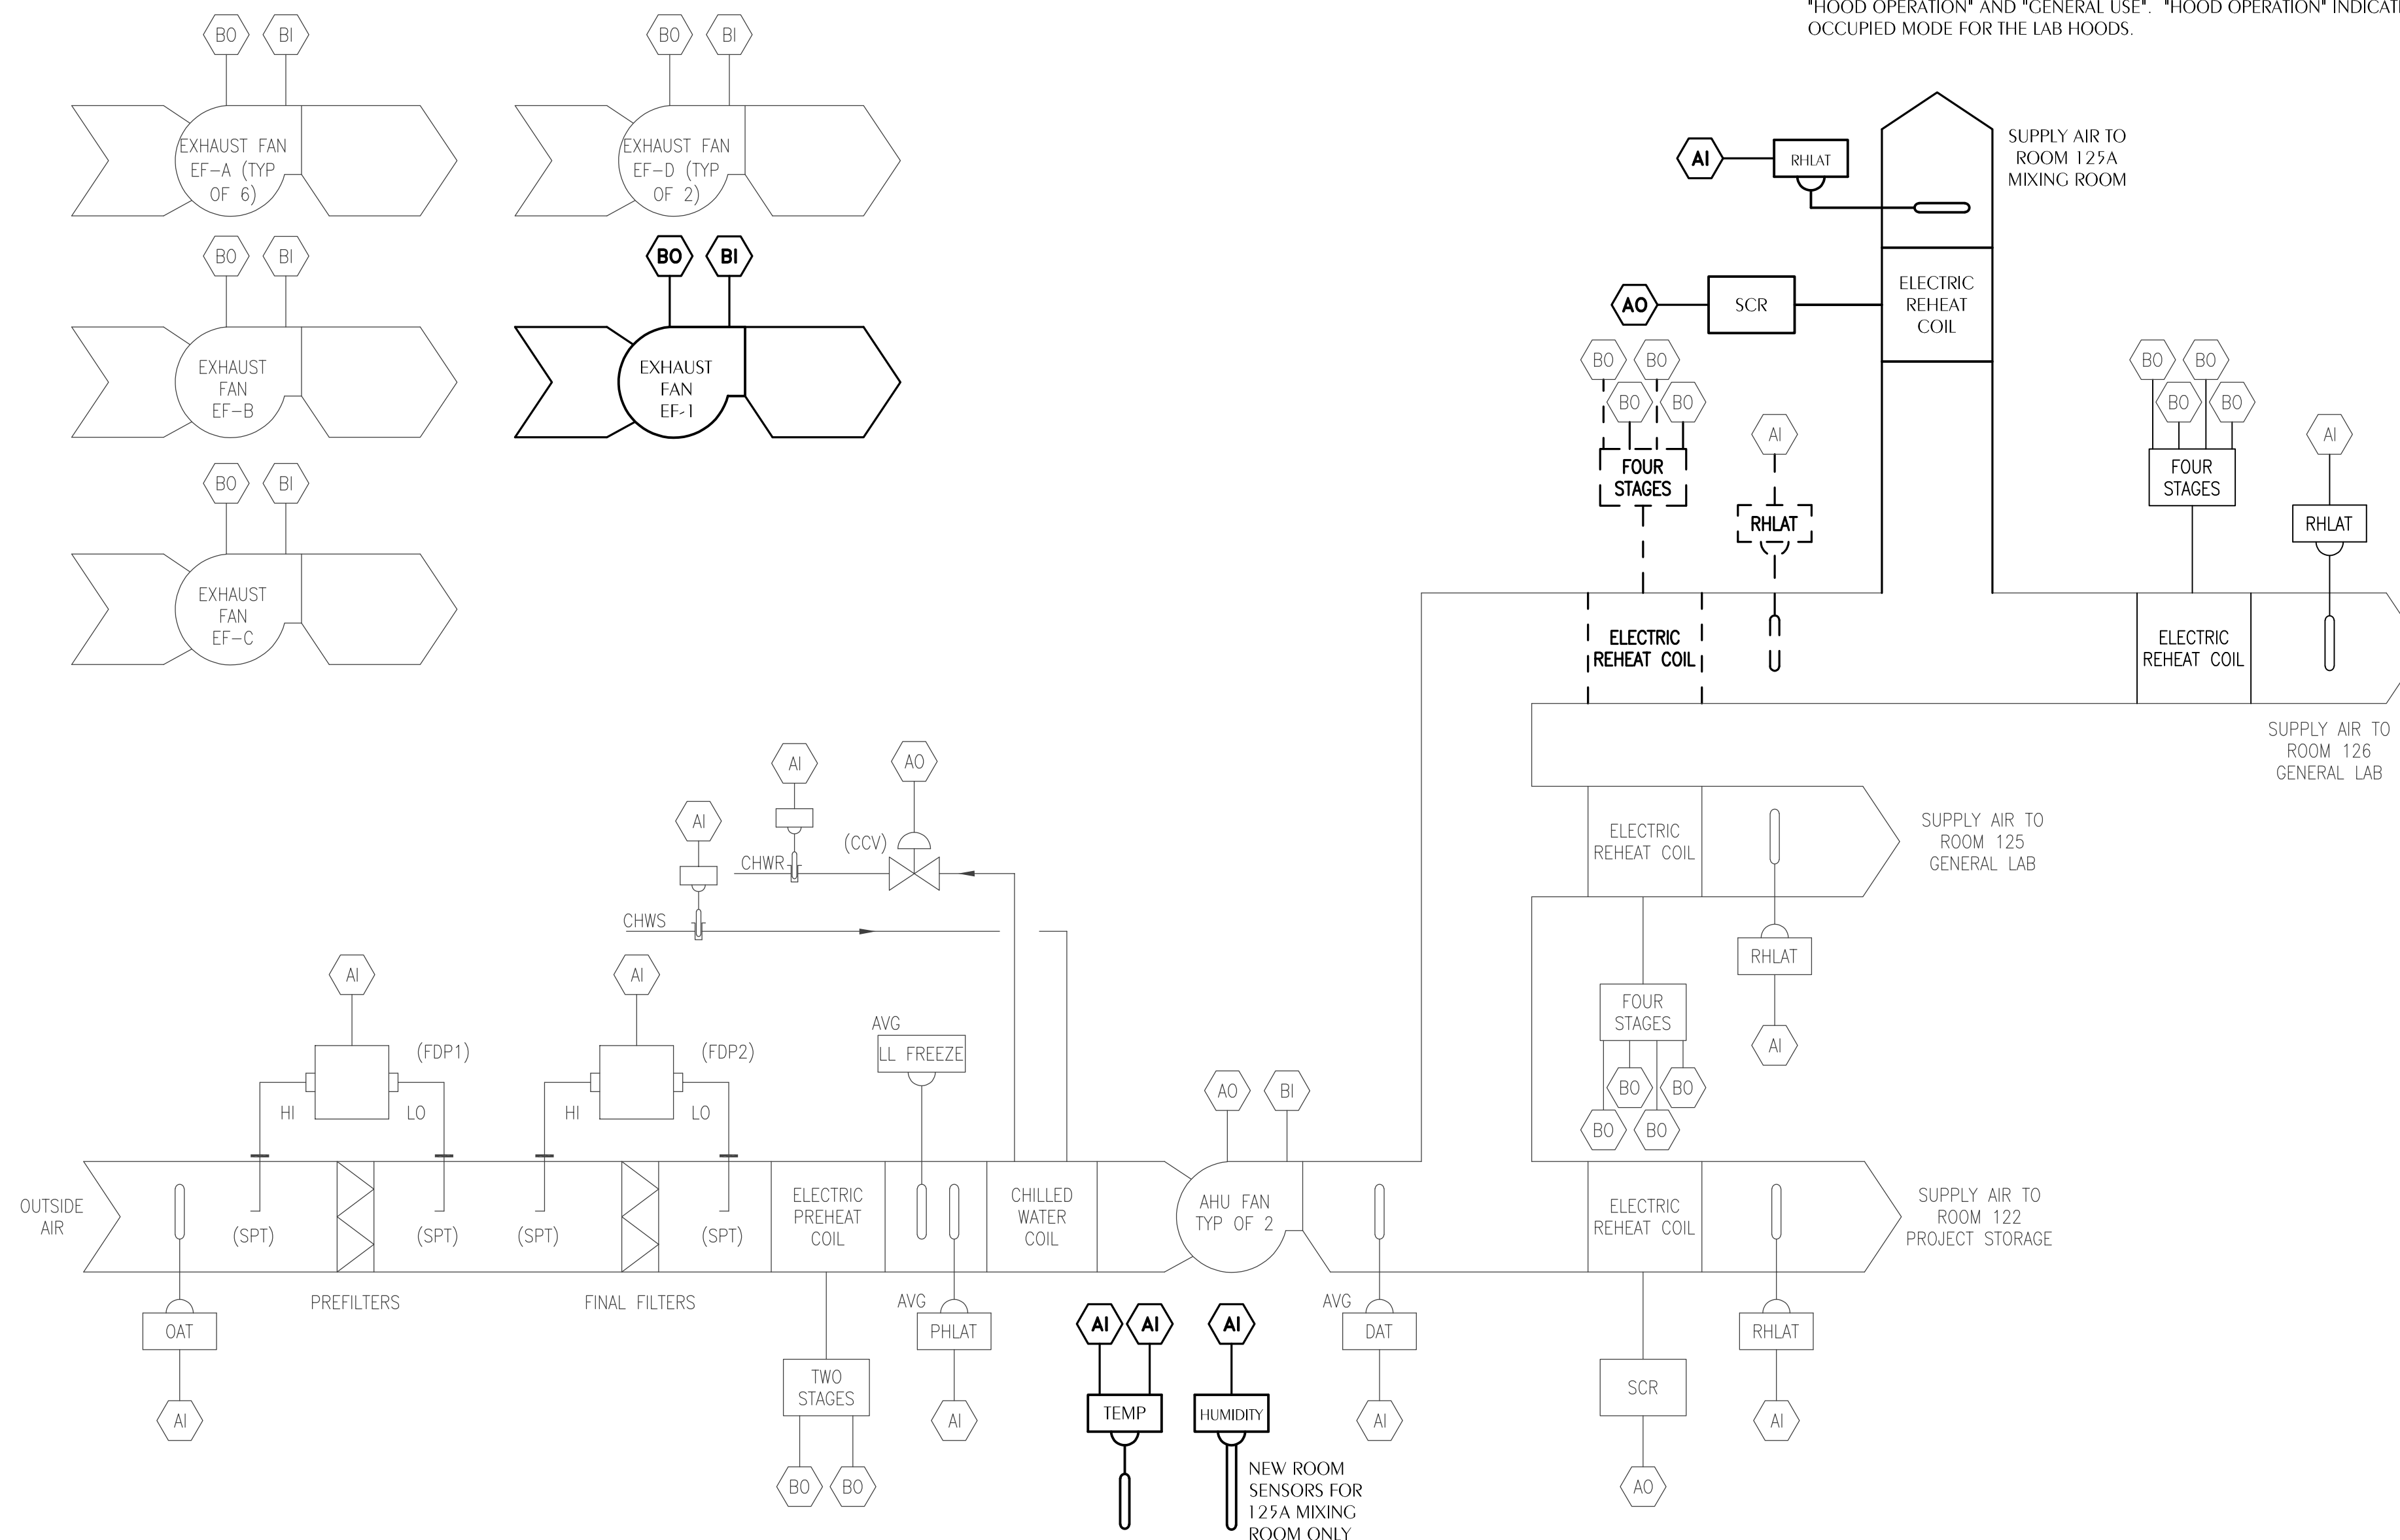 "HOOD OPERATION" AND "GENERAL USE". "HOOD OPERATION"
OCCUPIED MODE FOR THE LAB HOODS.
BO
BI
EXHAUST FAN
EF-A (TYP
OF 6)
BO
BI
EXHAUST FAN
EF-D (TYP
OF 2)
BO
BI
EXHAUST
FAN
EF-B
BO
BI
EXHAUST
FAN
EF-1
BO
BI
EXHAUST
FAN
EF-C
AI
RHLAT
SUPPLY AIR TO
ROOM 125A
MIXING ROOM
AO
SCR
ELECTRIC
REHEAT
COIL
BO
BO
BO
BO
FOUR
STAGES
AI
RHLAT
ELECTRIC
REHEAT COIL
BO
BO
BO
BO
FOUR
STAGES
AI
RHLAT
ELECTRIC
REHEAT COIL
SUPPLY AIR TO
ROOM 126
GENERAL LAB
AI
AI
AO
(CCV)
CHWR
CHWS
ELECTRIC
REHEAT COIL
SUPPLY AIR TO
ROOM 125
GENERAL LAB
RHLAT
AI
FOUR
STAGES
BO
BO
BO
BO
AI
(FDP1)
HI
LO
AI
(FDP2)
HI
LO
AVG
LL FREEZE
AO
BI
OUTSIDE
AIR
(SPT)
(SPT)
(SPT)
(SPT)
ELECTRIC
PREHEAT
COIL
CHILLED
WATER
COIL
AHU FAN
TYP OF 2
ELECTRIC
REHEAT COIL
SUPPLY AIR TO
ROOM 122
PROJECT STORAGE
PREFILTERS
FINAL FILTERS
OAT
AI
TWO
STAGES
BO
BO
AVG
PHLAT
AI
AI
AI
TEMP
AI
HUMIDITY
NEW ROOM
SENSORS FOR
125A MIXING
ROOM ONLY
AVG
DAT
AI
SCR
AO
RHLAT
AI